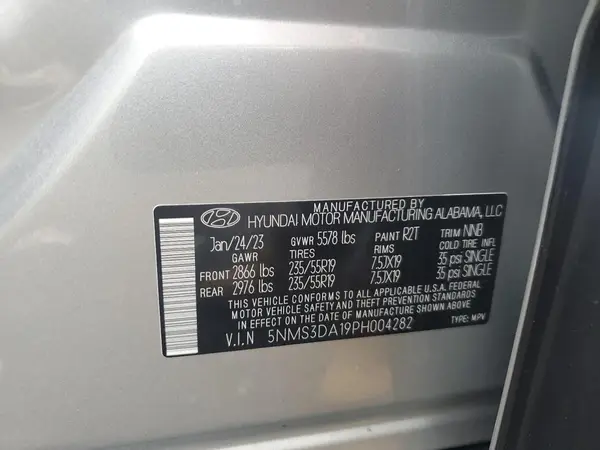 MANUFACTURED BY
HYUNDAI MOTOR MANUFACTURING ALABAMA, LLC
Jan/24/23 GVWR 5578 lbs PAINT R2T TRIM NNB
GAWR TIRES RIMS COLD TIRE INFL
FRONT 2866 lbs 235/55R19 7.5JX19 35 psi SINGLE
REAR 2976 lbs 235/55R19 7.5JX19 35 psi SINGLE
THIS VEHICLE CONFORMS TO ALL APPLICABLE U.S. FEDERAL
MOTOR VEHICLE SAFETY, BUMPER, AND THEFT PREVENTION STANDARDS
IN EFFECT ON THE DATE OF MANUFACTURE SHOWN ABOVE.
V.I.N 5NMS3DA19PH004282 TYPE: MPV